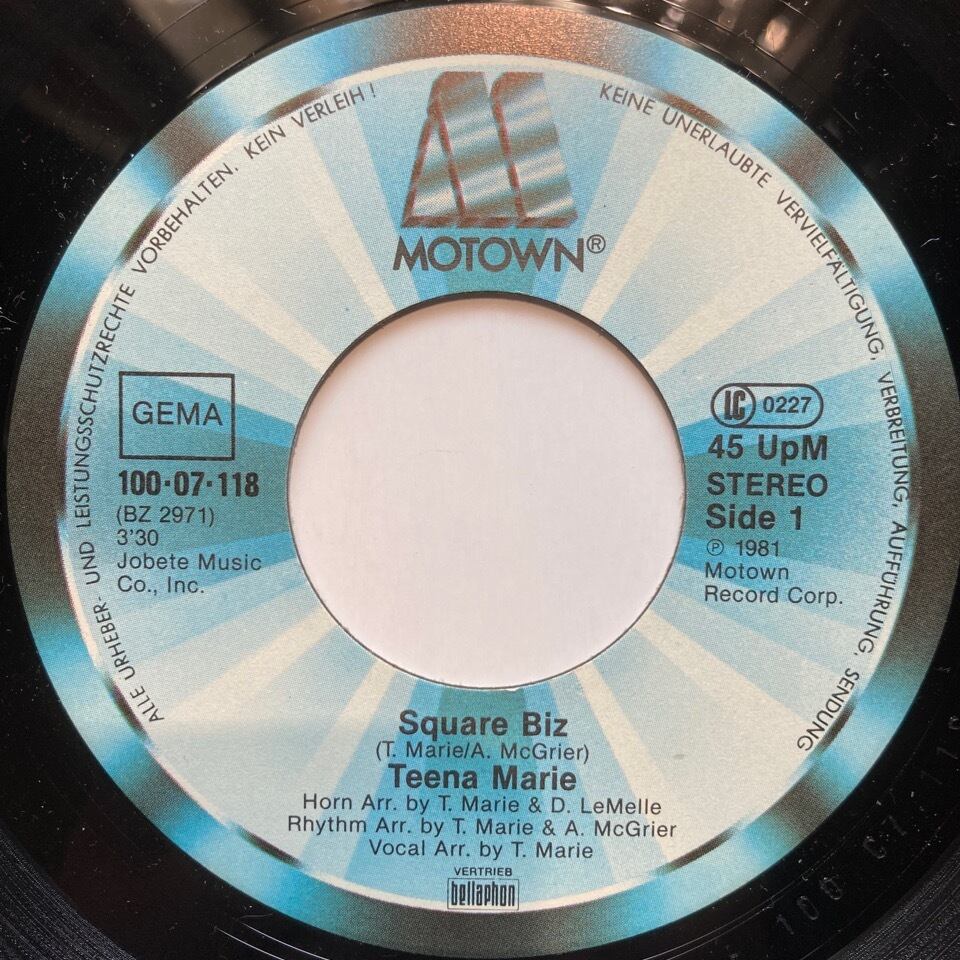 ALLE URHEBER- UND LEISTUNGSSCHUTZRECHTE VORBEHALTEN. KEIN VERLEIH! KEINE UNERLAUBTE VERVIELFÄLTIGUNG, VERBREITUNG, AUFFÜHRUNG, SENDUNG
MOTOWN®
GEMA
100·07·118
(BZ 2971)
3'30
Jobete Music
Co., Inc.
LC 0227
45 UpM
STEREO
Side 1
℗ 1981
Motown
Record Corp.
Square Biz
(T. Marie/A. McGrier)
Teena Marie
Horn Arr. by T. Marie & D. LeMelle
Rhythm Arr. by T. Marie & A. McGrier
Vocal Arr. by T. Marie
VERTRIEB
bellaphon